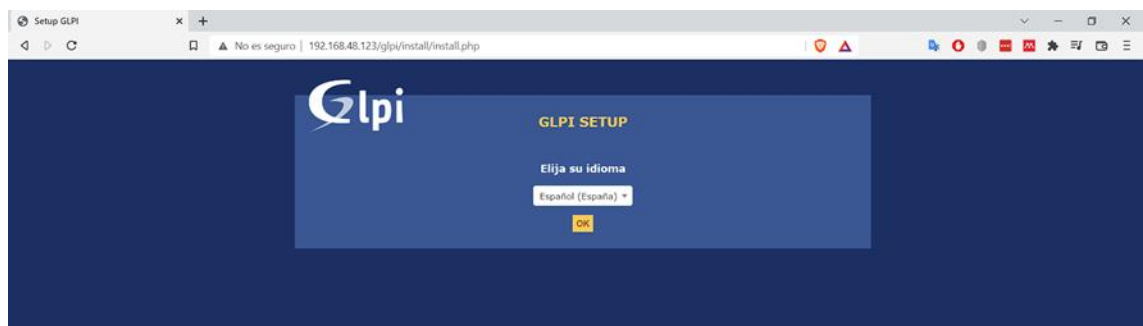 Setup GLPI
No es seguro | 192.168.48.123/glpi/install/install.php
Glpi
GLPI SETUP
Elija su idioma
Español (España)
OK